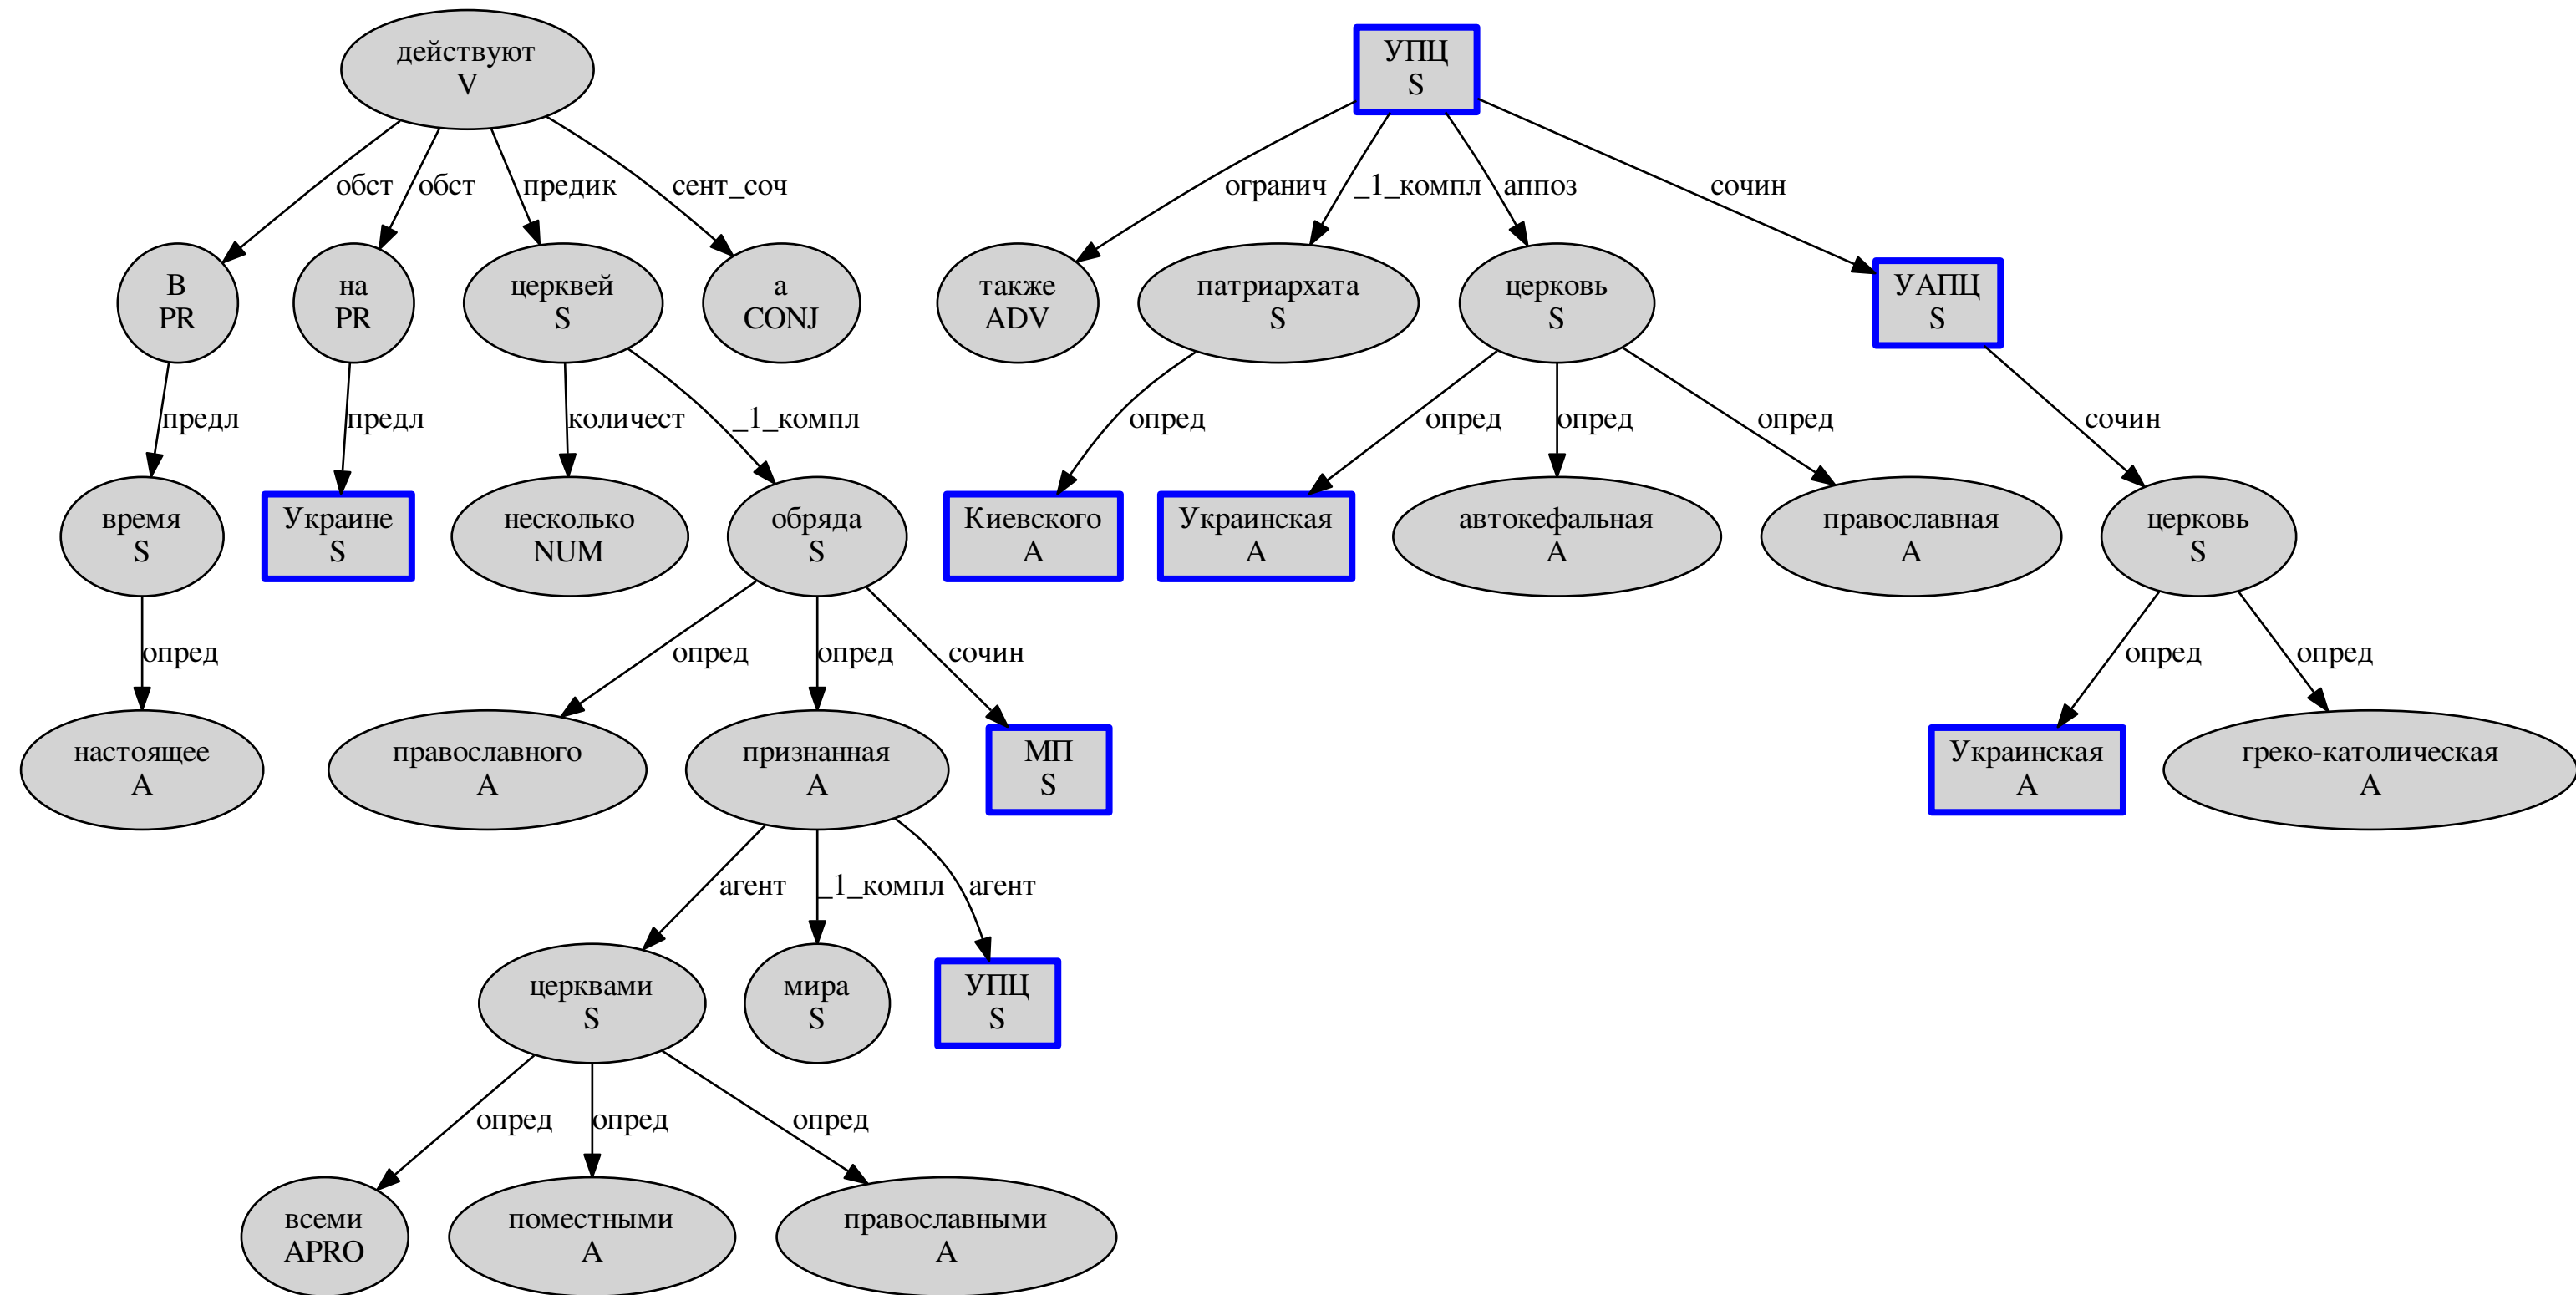 действуют
V
УПЦ
S
обст
обст
предик
сент_соч
огранич
_1_компл
аппоз
сочин
В
PR
на
PR
церквей
S
а
CONJ
также
ADV
патриархата
S
церковь
S
УАПЦ
S
предл
предл
количест
_1_компл
опред
опред
опред
опред
сочин
время
S
Украине
S
несколько
NUM
обряда
S
Киевского
A
Украинская
A
автокефальная
A
православная
A
церковь
S
опред
опред
опред
сочин
опред
опред
настоящее
A
православного
A
признанная
A
МП
S
Украинская
A
греко-католическая
A
агент
_1_компл
агент
церквами
S
мира
S
УПЦ
S
опред
опред
опред
всеми
APRO
поместными
A
православными
A